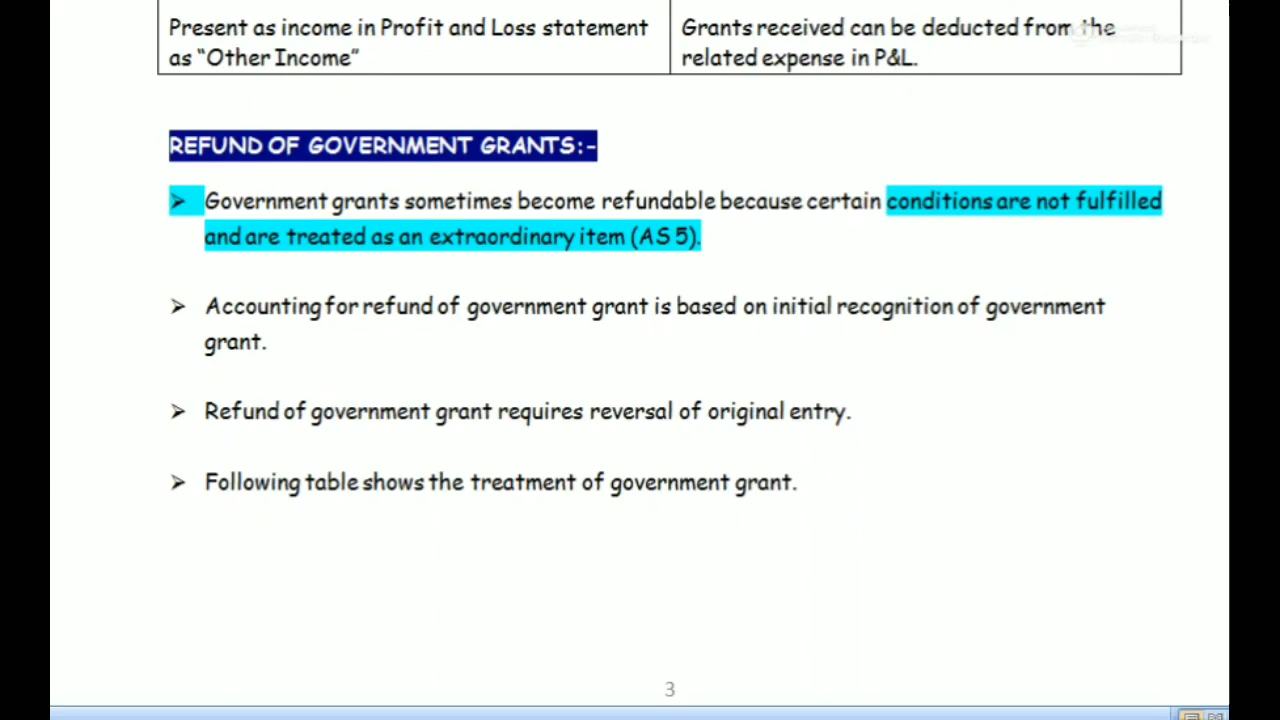 Present as income in Profit and Loss statement
as “Other Income”
Grants received can be deducted from the
related expense in P&L.
REFUND OF GOVERNMENT GRANTS:-
➢ Government grants sometimes become refundable because certain conditions are not fulfilled
and are treated as an extraordinary item (AS 5).
➢ Accounting for refund of government grant is based on initial recognition of government
grant.
➢ Refund of government grant requires reversal of original entry.
➢ Following table shows the treatment of government grant.
3